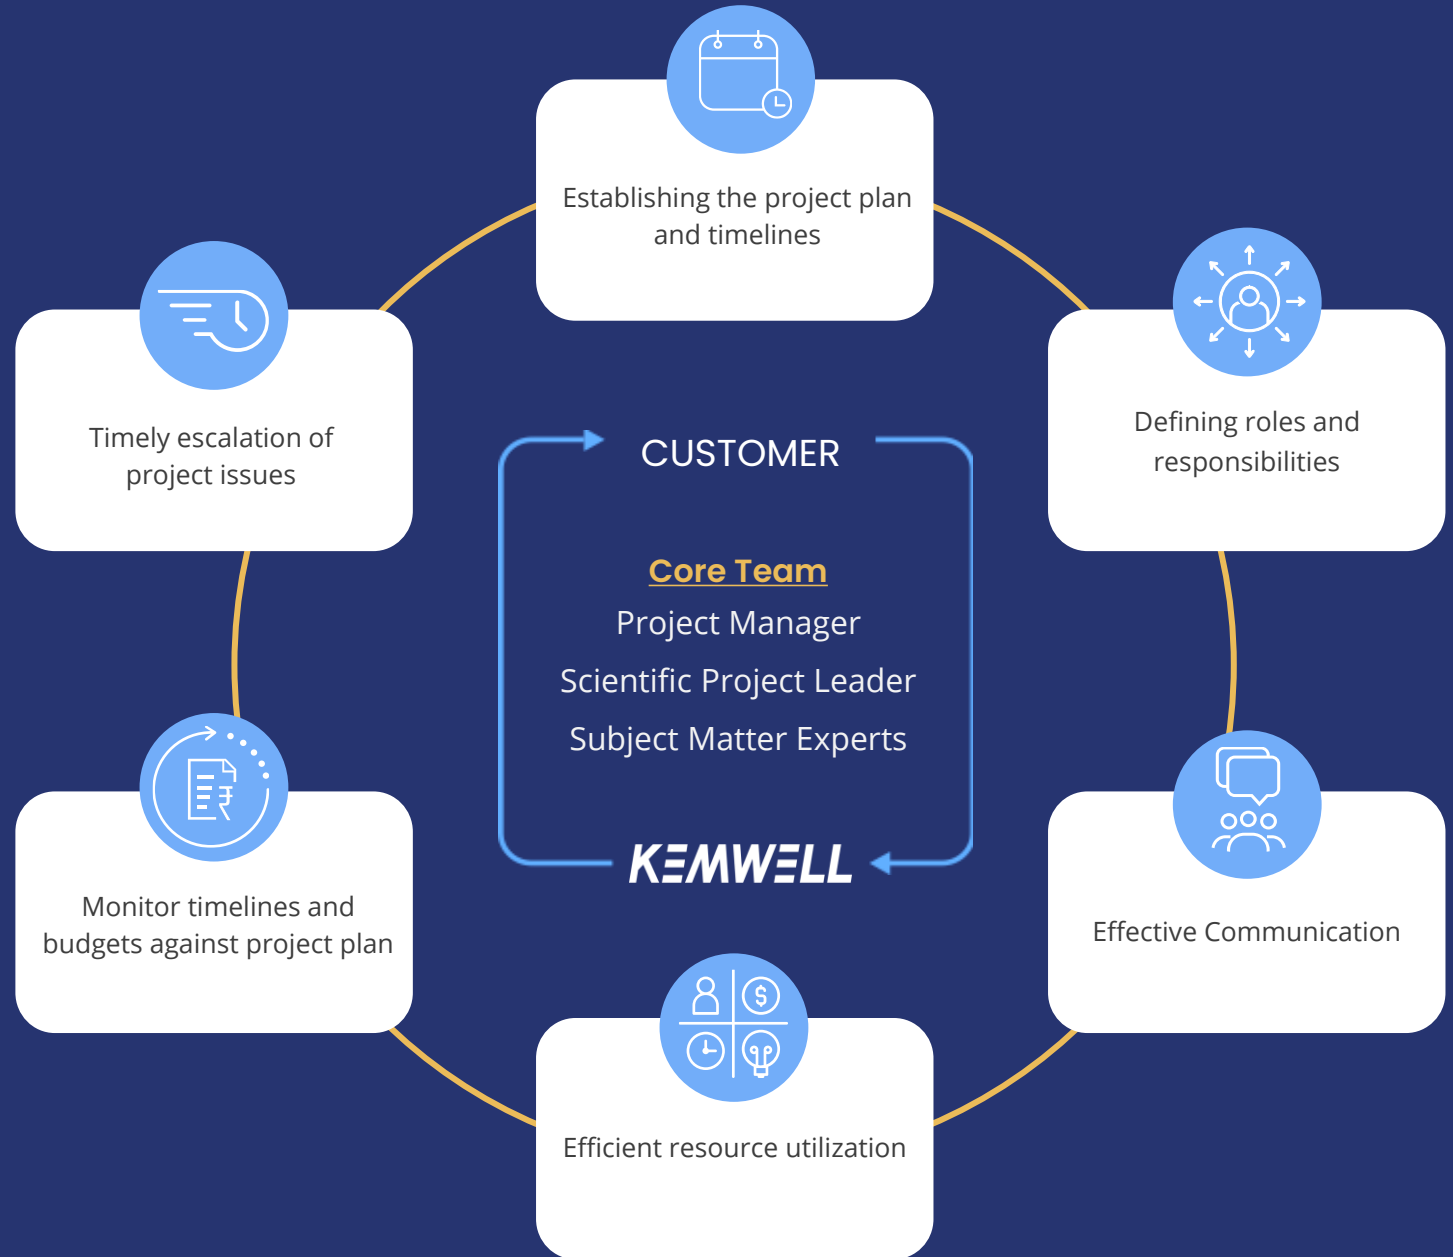 Establishing the project plan
and timelines
Defining roles and
responsibilities
Effective Communication
Efficient resource utilization
Monitor timelines and
budgets against project plan
Timely escalation of
project issues
CUSTOMER
Core Team
Project Manager
Scientific Project Leader
Subject Matter Experts
KEMWELL